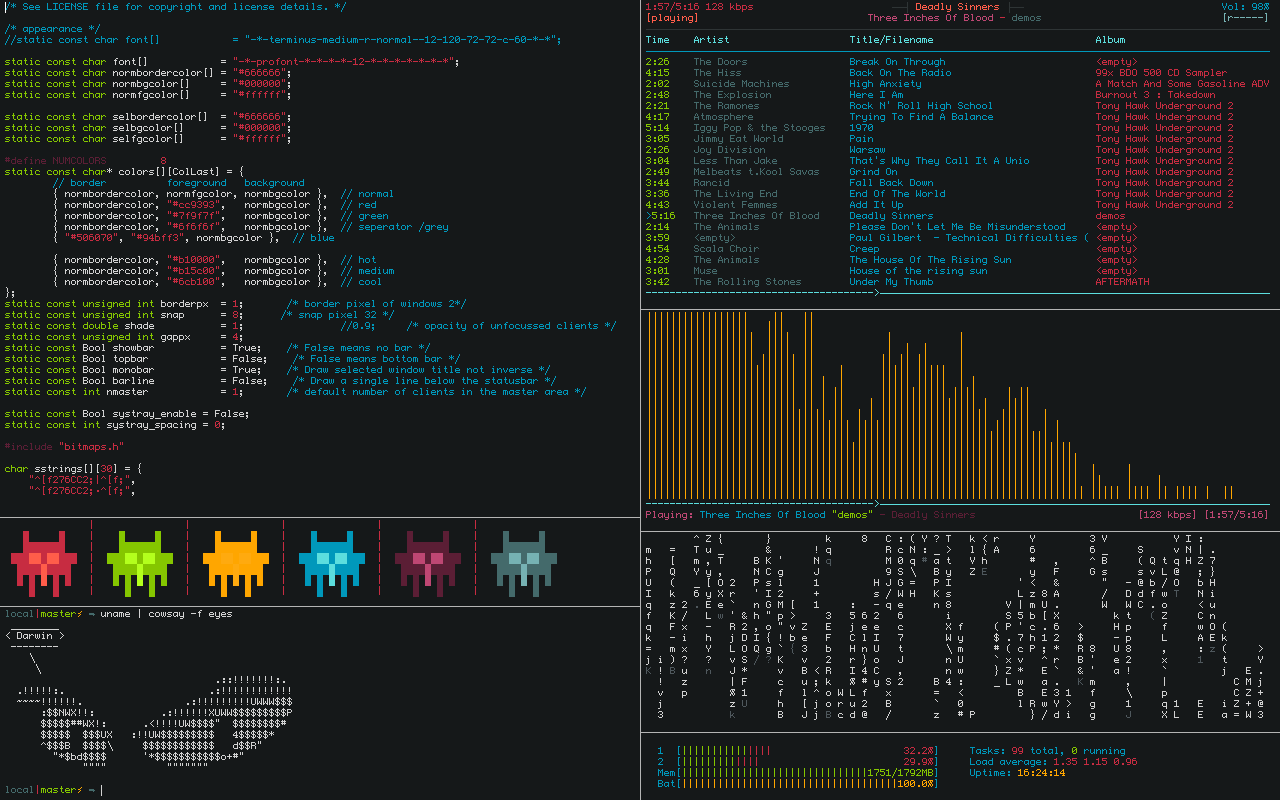 /* See LICENSE file for copyright and license details. */
/* appearance */
//static const char font[] = "-*-terminus-medium-r-normal--12-120-72-72-c-60-*-*";
static const char font[] = "-*-profont-*-*-*-*-12-*-*-*-*-*-*-*";
static const char normbordercolor[] = "#666666";
static const char normbgcolor[] = "#000000";
static const char normfgcolor[] = "#ffffff";
static const char selbordercolor[] = "#666666";
static const char selbgcolor[] = "#000000";
static const char selfgcolor[] = "#ffffff";
#define NUMCOLORS 8
static const char* colors[][ColLast] = {
// border foreground background
{ normbordercolor, normfgcolor, normbgcolor }, // normal
{ normbordercolor, "#cc9393", normbgcolor }, // red
{ normbordercolor, "#7f9f7f", normbgcolor }, // green
{ normbordercolor, "#6f6f6f", normbgcolor }, // seperator /grey
{ "#506070", "#94bff3", normbgcolor }, // blue
{ normbordercolor, "#b10000", normbgcolor }, // hot
{ normbordercolor, "#b15c00", normbgcolor }, // medium
{ normbordercolor, "#6cb100", normbgcolor }, // cool
};
static const unsigned int borderpx = 1; /* border pixel of windows 2*/
static const unsigned int snap = 8; /* snap pixel 32 */
static const double shade = 1; //0.9; /* opacity of unfocussed clients */
static const unsigned int gappx = 4;
static const Bool showbar = True; /* False means no bar */
static const Bool topbar = False; /* False means bottom bar */
static const Bool monobar = True; /* Draw selected window title not inverse */
static const Bool barline = False; /* Draw a single line below the statusbar */
static const int nmaster = 1; /* default number of clients in the master area */
static const Bool systray_enable = False;
static const int systray_spacing = 0;
#include "bitmaps.h"
char sstrings[][30] = {
"^[f276CC2;|^[f;",
"^[f276CC2;·^[f;",
local|master⚡ → uname | cowsay -f eyes
< Darwin >
local|master⚡ →
1:57/5:16 128 kbps Deadly Sinners Vol: 98%
[playing] Three Inches Of Blood - demos [r-----]
Time Artist Title/Filename Album
2:26 The Doors Break On Through <empty>
4:15 The Hiss Back On The Radio 99x BDO 500 CD Sampler
2:02 Suicide Machines High Anxiety A Match And Some Gasoline ADV
2:48 The Explosion Here I Am Burnout 3 : Takedown
2:21 The Ramones Rock N' Roll High School Tony Hawk Underground 2
4:17 Atmosphere Trying To Find A Balance Tony Hawk Underground 2
5:14 Iggy Pop & the Stooges 1970 Tony Hawk Underground 2
3:05 Jimmy Eat World Pain Tony Hawk Underground 2
2:26 Joy Division Warsaw Tony Hawk Underground 2
3:04 Less Than Jake That's Why They Call It A Unio Tony Hawk Underground 2
2:49 Melbeats t.Kool Savas Grind On Tony Hawk Underground 2
3:44 Rancid Fall Back Down Tony Hawk Underground 2
3:36 The Living End End Of The World Tony Hawk Underground 2
4:43 Violent Femmes Add It Up Tony Hawk Underground 2
>5:16 Three Inches Of Blood Deadly Sinners demos
2:14 The Animals Please Don't Let Me Be Misunderstood <empty>
3:59 <empty> Paul Gilbert - Technical Difficulties ( <empty>
4:54 Scala Choir Creep <empty>
4:28 The Animals The House Of The Rising Sun <empty>
3:01 Muse House of the rising sun <empty>
3:42 The Rolling Stones Under My Thumb AFTERMATH
Playing: Three Inches Of Blood "demos" - Deadly Sinners [128 kbps] [1:57/5:16]
1 [32.2%] Tasks: 99 total, 0 running
2 [29.9%] Load average: 1.35 1.15 0.96
Mem[1751/1792MB] Uptime: 16:24:14
Bat[100.0%]